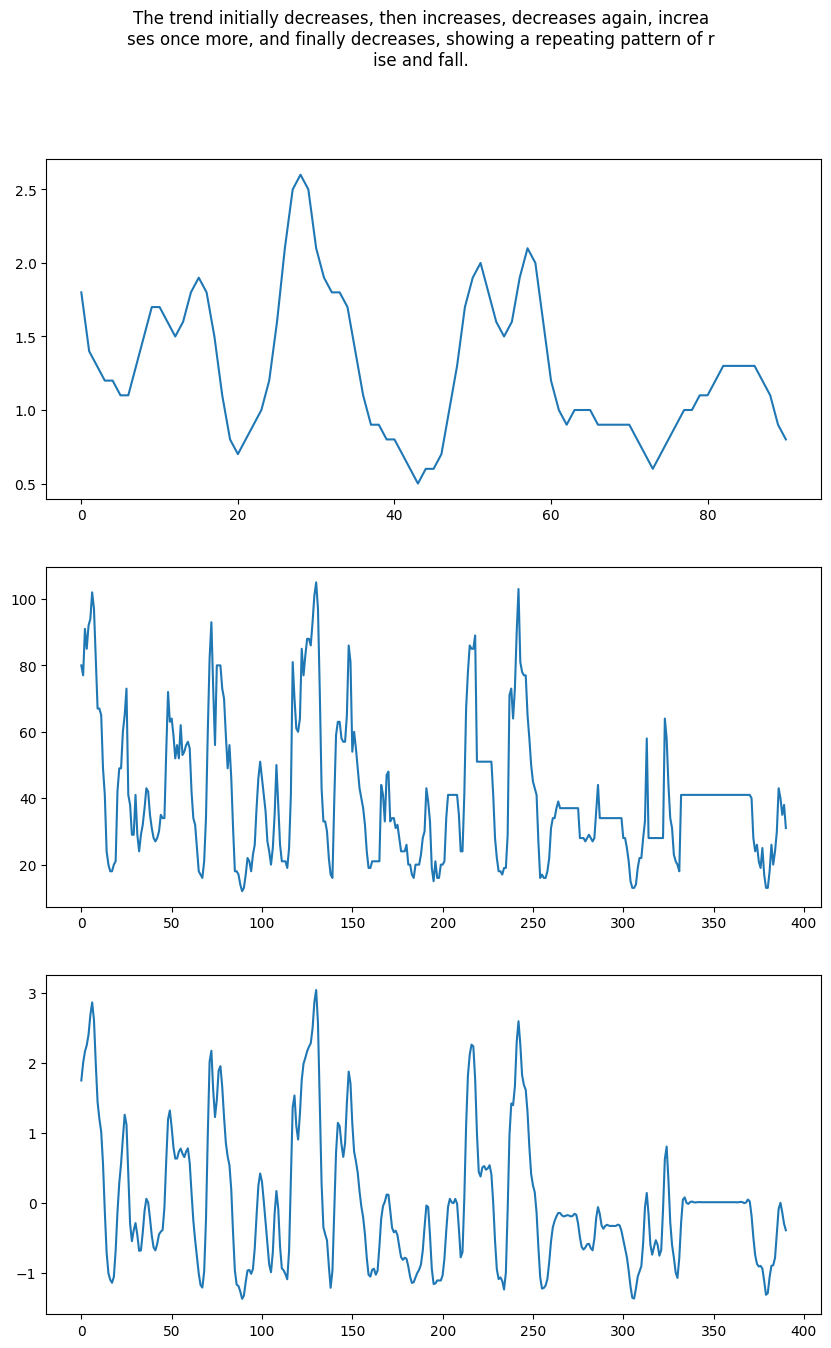 The trend initially decreases, then increases, decreases again, increa
ses once more, and finally decreases, showing a repeating pattern of r
ise and fall.
2.5
2.0
1.5
1.0
0.5
0 20 40 60 80
100
80
60
40
20
0 50 100 150 200 250 300 350 400
3
2
1
0
−1
0 50 100 150 200 250 300 350 400